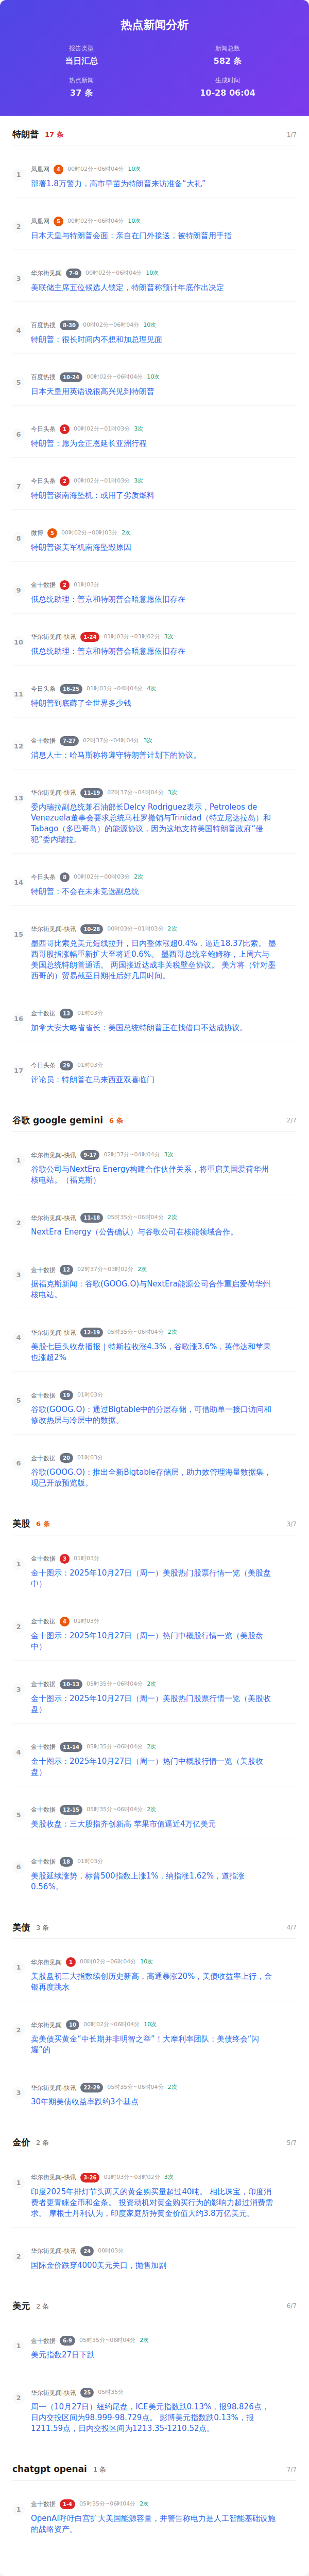 热点新闻分析
报告类型
新闻总数
当日汇总
582 条
热点新闻
生成时间
37 条
10-28 06:04
特朗普 17 条 1/7
1 凤凰网 4 00时02分~06时04分 10次
部署1.8万警力，高市早苗为特朗普来访准备“大礼”
2 凤凰网 5 00时02分~06时04分 10次
日本天皇与特朗普会面：亲自在门外接送，被特朗普用手指
3 华尔街见闻 7-9 00时02分~06时04分 10次
美联储主席五位候选人锁定，特朗普称预计年底作出决定
4 百度热搜 8-30 00时02分~06时04分 10次
特朗普：很长时间内不想和加总理见面
5 百度热搜 10-24 00时02分~06时04分 10次
日本天皇用英语说很高兴见到特朗普
6 今日头条 1 00时02分~01时03分 3次
特朗普：愿为金正恩延长亚洲行程
7 今日头条 2 00时02分~01时03分 3次
特朗普谈南海坠机：或用了劣质燃料
8 微博 5 00时02分~00时03分 2次
特朗普谈美军机南海坠毁原因
9 金十数据 2 01时03分
俄总统助理：普京和特朗普会晤意愿依旧存在
10 华尔街见闻-快讯 1-24 01时03分~03时02分 3次
俄总统助理：普京和特朗普会晤意愿依旧存在
11 今日头条 16-25 01时03分~04时04分 4次
特朗普到底薅了全世界多少钱
12 金十数据 7-27 02时37分~04时04分 3次
消息人士：哈马斯称将遵守特朗普计划下的协议。
13 华尔街见闻-快讯 11-19 02时37分~04时04分 3次
委内瑞拉副总统兼石油部长Delcy Rodriguez表示，Petroleos de
Venezuela董事会要求总统马杜罗撤销与Trinidad（特立尼达拉岛）和
Tabago（多巴哥岛）的能源协议，因为这地支持美国特朗普政府“侵
犯”委内瑞拉。
14 今日头条 8 00时02分~00时03分 2次
特朗普：不会在未来竞选副总统
15 华尔街见闻-快讯 10-28 00时03分~01时03分 2次
墨西哥比索兑美元短线拉升，日内整体涨超0.4%，逼近18.37比索。 墨
西哥股指涨幅重新扩大至将近0.6%。 墨西哥总统辛鲍姆称，上周六与
美国总统特朗普通话。 两国接近达成非关税壁垒协议。 美方将（针对墨
西哥的）贸易截至日期推后好几周时间。
16 金十数据 13 01时03分
加拿大安大略省省长：美国总统特朗普正在找借口不达成协议。
17 今日头条 29 01时03分
评论员：特朗普在马来西亚双喜临门
谷歌 google gemini 6 条 2/7
1 华尔街见闻-快讯 9-17 02时37分~04时04分 3次
谷歌公司与NextEra Energy构建合作伙伴关系，将重启美国爱荷华州
核电站。（福克斯）
2 华尔街见闻-快讯 11-18 05时35分~06时04分 2次
NextEra Energy（公告确认）与谷歌公司在核能领域合作。
3 金十数据 12 02时37分~03时02分 2次
据福克斯新闻：谷歌(GOOG.O)与NextEra能源公司合作重启爱荷华州
核电站。
4 华尔街见闻-快讯 12-19 05时35分~06时04分 2次
美股七巨头收盘播报｜特斯拉收涨4.3%，谷歌涨3.6%，英伟达和苹果
也涨超2%
5 金十数据 19 01时03分
谷歌(GOOG.O)：通过Bigtable中的分层存储，可借助单一接口访问和
修改热层与冷层中的数据。
6 金十数据 20 01时03分
谷歌(GOOG.O)：推出全新Bigtable存储层，助力效管理海量数据集，
现已开放预览版。
美股 6 条 3/7
1 金十数据 3 01时03分
金十图示：2025年10月27日（周一）美股热门股票行情一览（美股盘
中）
2 金十数据 4 01时03分
金十图示：2025年10月27日（周一）热门中概股行情一览（美股盘
中）
3 金十数据 10-13 05时35分~06时04分 2次
金十图示：2025年10月27日（周一）美股热门股票行情一览（美股收
盘）
4 金十数据 11-14 05时35分~06时04分 2次
金十图示：2025年10月27日（周一）热门中概股行情一览（美股收
盘）
5 金十数据 12-15 05时35分~06时04分 2次
美股收盘：三大股指齐创新高 苹果市值逼近4万亿美元
6 金十数据 18 01时03分
美股延续涨势，标普500指数上涨1%，纳指涨1.62%，道指涨
0.56%。
美债 3 条 4/7
1 华尔街见闻 1 00时02分~06时04分 10次
美股盘初三大指数续创历史新高，高通暴涨20%，美债收益率上行，金
银再度跳水
2 华尔街见闻 10 00时02分~06时04分 10次
卖美债买黄金“中长期并非明智之举”！大摩利率团队：美债终会“闪
耀”的
3 华尔街见闻-快讯 22-29 05时35分~06时04分 2次
30年期美债收益率跌约3个基点
金价 2 条 5/7
1 华尔街见闻-快讯 3-26 01时03分~03时02分 3次
印度2025年排灯节头两天的黄金购买量超过40吨。 相比珠宝，印度消
费者更青睐金币和金条。 投资动机对黄金购买行为的影响力超过消费需
求。 摩根士丹利认为，印度家庭所持黄金价值大约3.8万亿美元。
2 华尔街见闻-快讯 24 00时03分
国际金价跌穿4000美元关口，抛售加剧
美元 2 条 6/7
1 金十数据 6-9 05时35分~06时04分 2次
美元指数27日下跌
2 华尔街见闻-快讯 25 05时35分
周一（10月27日）纽约尾盘，ICE美元指数跌0.13%，报98.826点，
日内交投区间为98.999-98.729点。 彭博美元指数跌0.13%，报
1211.59点，日内交投区间为1213.35-1210.52点。
chatgpt openai 1 条 7/7
1 金十数据 1-4 05时35分~06时04分 2次
OpenAI呼吁白宫扩大美国能源容量，并警告称电力是人工智能基础设施
的战略资产。